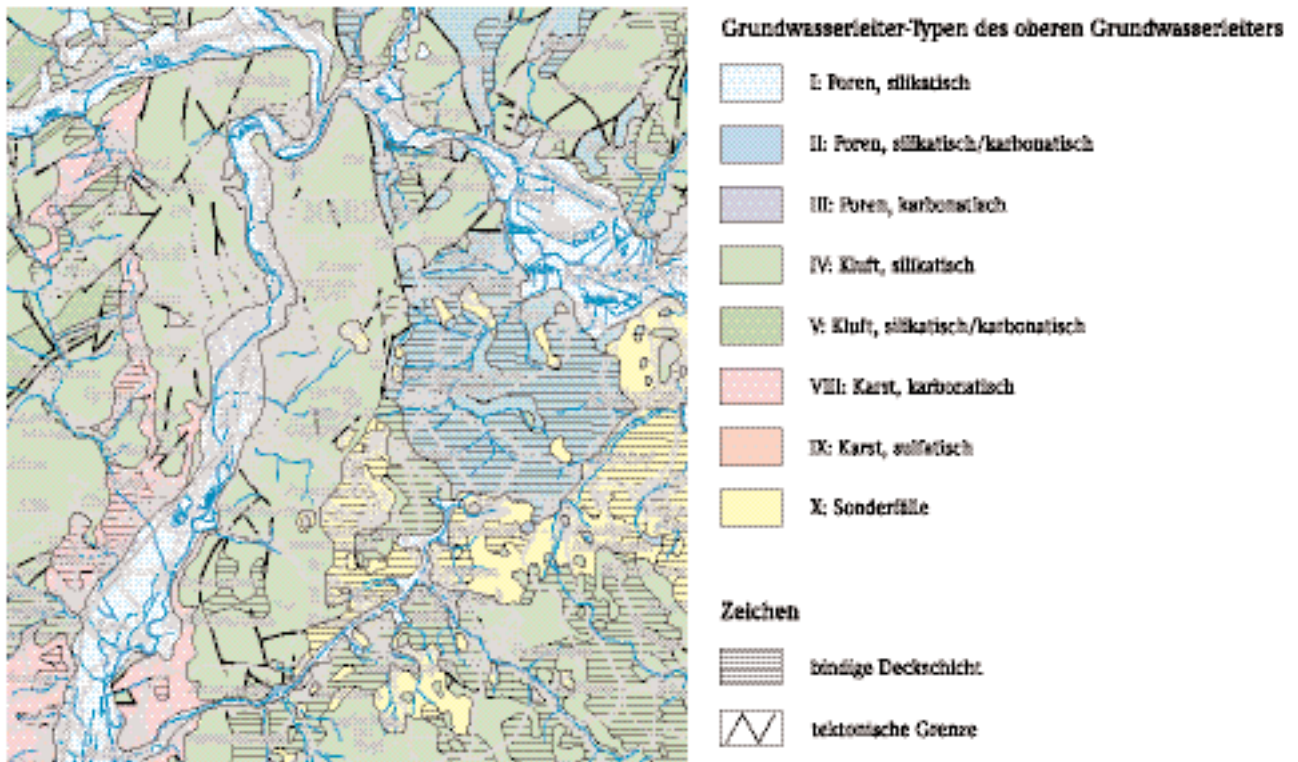 Grundwasserleiter-Typen des oberen Grundwasserleiters
I: Poren, silikatisch
II: Poren, silikatisch/karbonatisch
III: Poren, karbonatisch
IV: Kluft, silikatisch
V: Kluft, silikatisch/karbonatisch
VIII: Karst, karbonatisch
IX: Karst, sulfatisch
X: Sonderfälle
Zeichen
bindige Deckschicht
tektonische Grenze